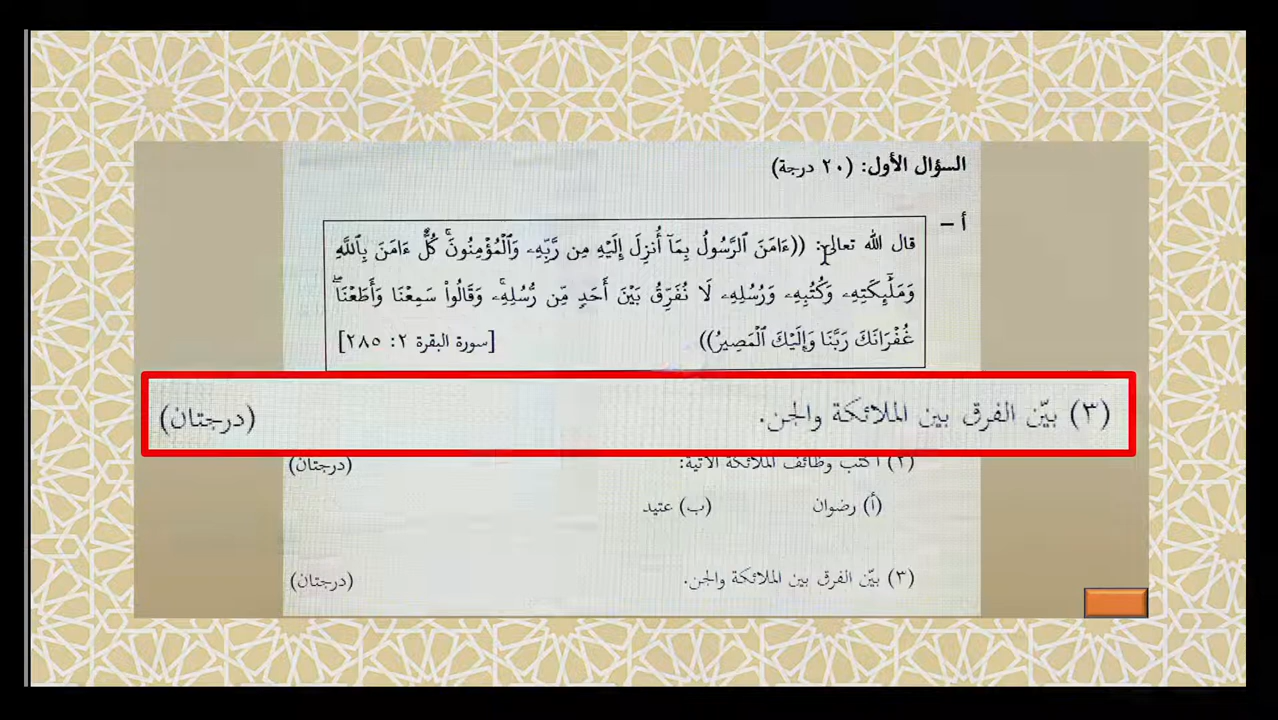 السؤال الأول: (٢٠ درجة)
أ –
قال الله تعالى: ((ءَامَنَ ٱلرَّسُولُ بِمَآ أُنزِلَ إِلَيْهِ مِن رَّبِّهِۦ وَٱلْمُؤْمِنُونَ ۚ كُلٌّ ءَامَنَ بِٱللَّهِ
وَمَلَٰٓئِكَتِهِۦ وَكُتُبِهِۦ وَرُسُلِهِۦ لَا نُفَرِّقُ بَيْنَ أَحَدٍ مِّن رُّسُلِهِۦ ۚ وَقَالُوا۟ سَمِعْنَا وَأَطَعْنَا ۖ
غُفْرَانَكَ رَبَّنَا وَإِلَيْكَ ٱلْمَصِيرُ)) [سورة البقرة ٢: ٢٨٥]
(٣) بيّن الفرق بين الملائكة والجن. (درجتان)
(٢) اكتب وظائف الملائكة الآتية: (درجتان)
(أ) رضوان (ب) عتيد
(٣) بيّن الفرق بين الملائكة والجن. (درجتان)